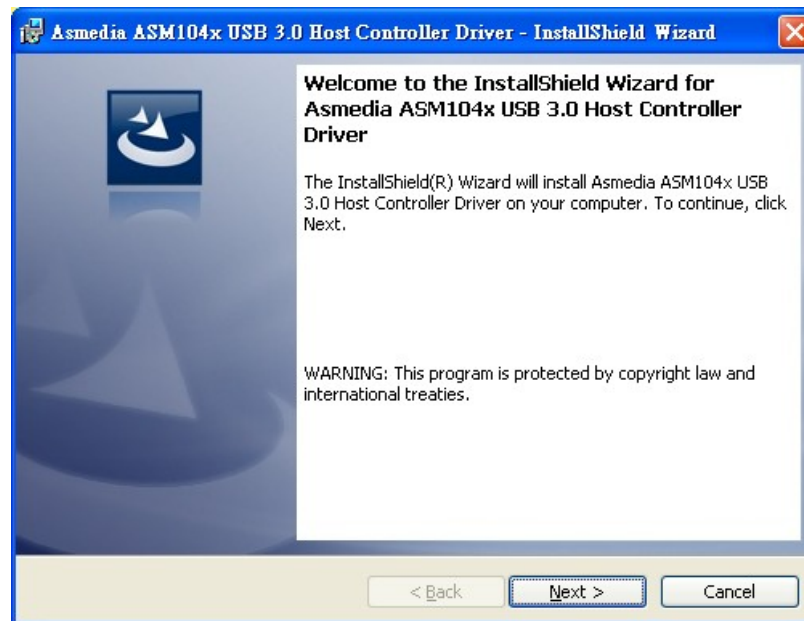 Asmedia ASM104x USB 3.0 Host Controller Driver - InstallShield Wizard
Welcome to the InstallShield Wizard for
Asmedia ASM104x USB 3.0 Host Controller
Driver
The InstallShield(R) Wizard will install Asmedia ASM104x USB
3.0 Host Controller Driver on your computer. To continue, click
Next.
WARNING: This program is protected by copyright law and
international treaties.
< Back Next > Cancel